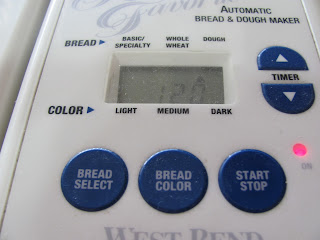 Favorites
AUTOMATIC
BREAD & DOUGH MAKER
BREAD
BASIC/
SPECIALTY
WHOLE
WHEAT
DOUGH
TIMER
COLOR
LIGHT
MEDIUM
DARK
BREAD
SELECT
BREAD
COLOR
START
STOP
ON
WEST BEND